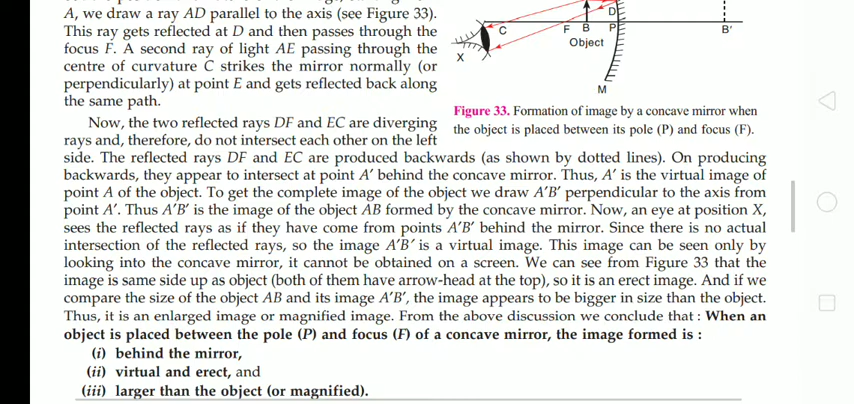 A, we draw a ray AD parallel to the axis (see Figure 33).
This ray gets reflected at D and then passes through the
focus F. A second ray of light AE passing through the
centre of curvature C strikes the mirror normally (or
perpendicularly) at point E and gets reflected back along
the same path.
Now, the two reflected rays DF and EC are diverging
rays and, therefore, do not intersect each other on the left
C
F
B
P
D
B′
Object
X
M
Figure 33. Formation of image by a concave mirror when
the object is placed between its pole (P) and focus (F).
side. The reflected rays DF and EC are produced backwards (as shown by dotted lines). On producing
backwards, they appear to intersect at point A′ behind the concave mirror. Thus, A′ is the virtual image of
point A of the object. To get the complete image of the object we draw A′B′ perpendicular to the axis from
point A′. Thus A′B′ is the image of the object AB formed by the concave mirror. Now, an eye at position X,
sees the reflected rays as if they have come from points A′B′ behind the mirror. Since there is no actual
intersection of the reflected rays, so the image A′B′ is a virtual image. This image can be seen only by
looking into the concave mirror, it cannot be obtained on a screen. We can see from Figure 33 that the
image is same side up as object (both of them have arrow-head at the top), so it is an erect image. And if we
compare the size of the object AB and its image A′B′, the image appears to be bigger in size than the object.
Thus, it is an enlarged image or magnified image. From the above discussion we conclude that : When an
object is placed between the pole (P) and focus (F) of a concave mirror, the image formed is :
(i) behind the mirror,
(ii) virtual and erect, and
(iii) larger than the object (or magnified).